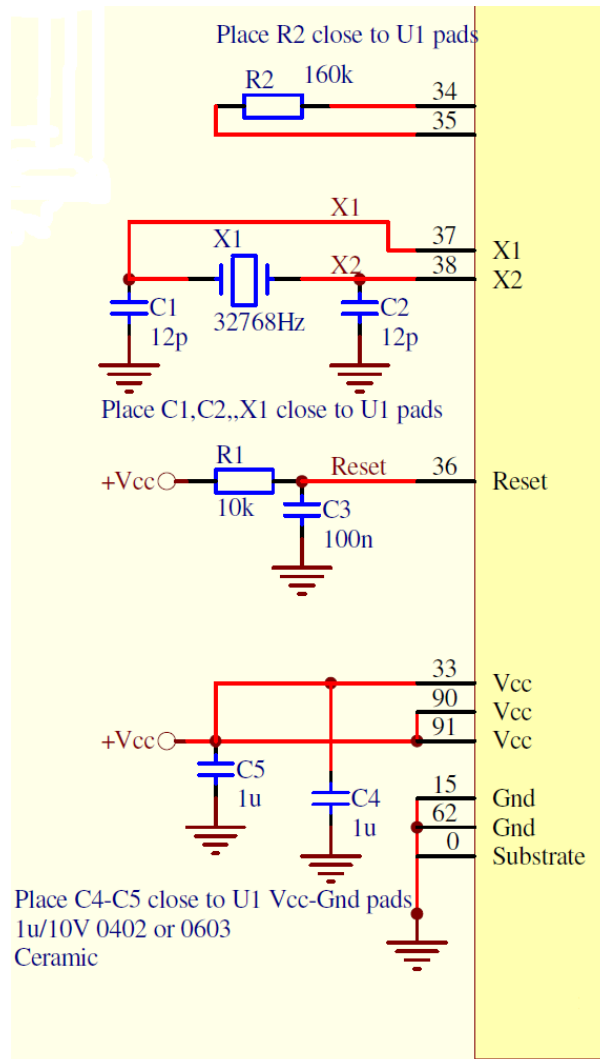 Place R2 close to U1 pads
R2 160k 34
35
X1
X1 37 X1
X2 38 X2
C1 32768Hz C2
12p 12p
Place C1,C2,,X1 close to U1 pads
R1 Reset 36 Reset
+Vcc
10k C3
100n
33 Vcc
90 Vcc
+Vcc 91 Vcc
C5
1u C4
1u
15 Gnd
62 Gnd
0 Substrate
Place C4-C5 close to U1 Vcc-Gnd pads
1u/10V 0402 or 0603
Ceramic